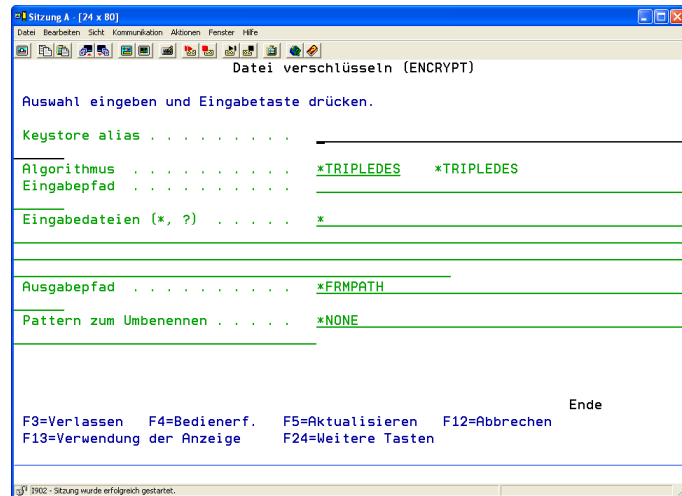 Sitzung A - [24 x 80]
Datei Bearbeiten Sicht Kommunikation Aktionen Fenster Hilfe
Datei verschlüsseln (ENCRYPT)
Auswahl eingeben und Eingabetaste drücken.
Keystore alias . . . . . . . . .
Algorithmus . . . . . . . . . . *TRIPLEDES *TRIPLEDES
Eingabepfad . . . . . . . . . .
Eingabedateien (*, ?) . . . . . *
Ausgabepfad . . . . . . . . . . *FRMPATH
Pattern zum Umbenennen . . . . . *NONE
Ende
F3=Verlassen F4=Bedienerf. F5=Aktualisieren F12=Abbrechen
F13=Verwendung der Anzeige F24=Weitere Tasten
I902 - Sitzung wurde erfolgreich gestartet.